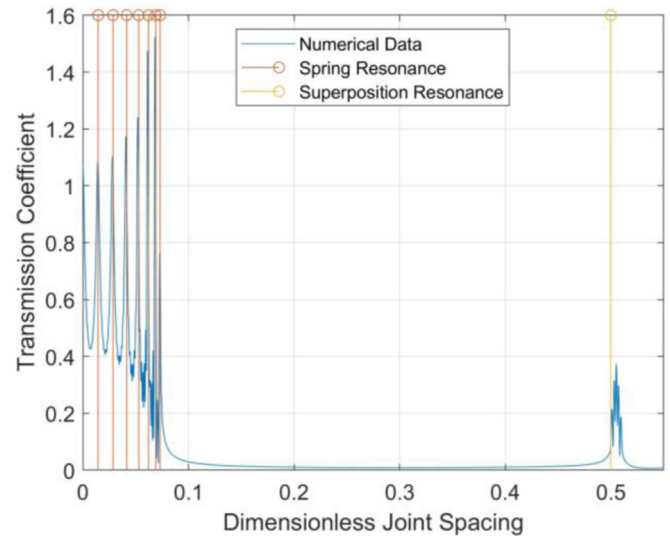 1.6
1.4
1.2
1
0.8
0.6
0.4
0.2
0
Transmission Coefficient
Numerical Data
Spring Resonance
Superposition Resonance
0 0.1 0.2 0.3 0.4 0.5
Dimensionless Joint Spacing